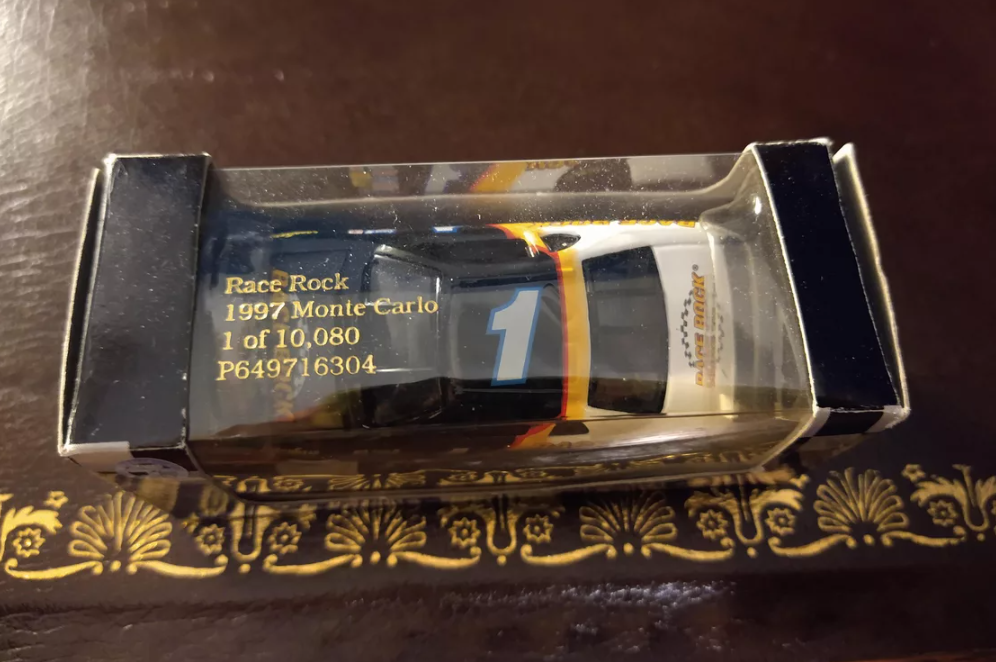 Race Rock
1997 Monte Carlo
1 of 10,080
P649716304
1
RACE ROCK®